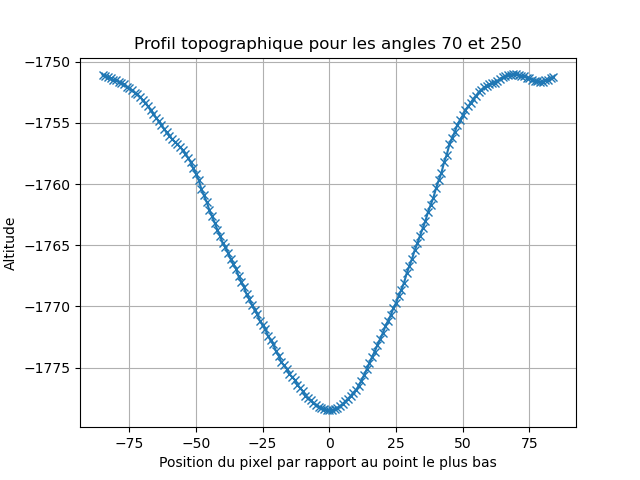 Profil topographique pour les angles 70 et 250
−1750
−1755
−1760
−1765
−1770
−1775
Altitude
−75 −50 −25 0 25 50 75
Position du pixel par rapport au point le plus bas